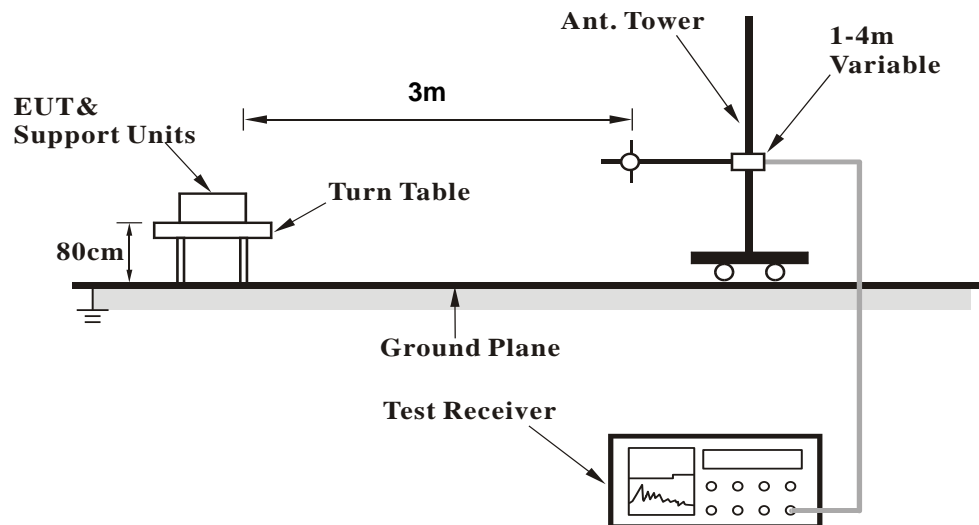 Ant. Tower
1-4m
Variable
3m
EUT&
Support Units
Turn Table
80cm
Ground Plane
Test Receiver